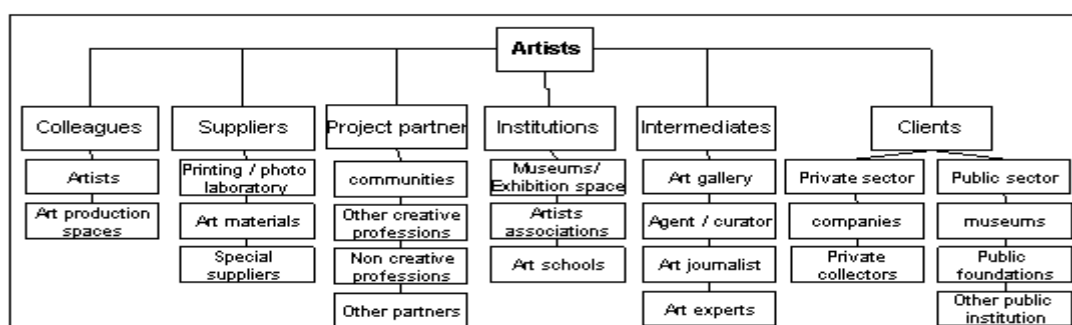 Artists
Colleagues
Suppliers
Project partner
Institutions
Intermediates
Clients
Artists
Art production
spaces
Printing / photo
laboratory
Art materials
Special
suppliers
communities
Other creative
professions
Non creative
professions
Other partners
Museums/
Exhibition space
Artists
associations
Art schools
Art gallery
Agent / curator
Art journalist
Art experts
Private sector
companies
Private
collectors
Public sector
museums
Public
foundations
Other public
institution